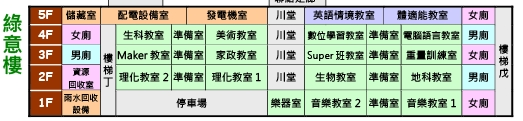 綠意樓
5F 儲藏室 配電設備室 發電機室 川堂 英語情境教室 體適能教室 女廁
4F 女廁 生科教室 準備室 美術教室 川堂 數位學習教室 準備室 電腦語言教室 男廁
3F 男廁 Maker 教室 準備室 家政教室 川堂 Super 班教室 準備室 重量訓練室 女廁
2F 資源回收室 理化教室 2 準備室 理化教室 1 川堂 生物教室 準備室 地科教室 男廁
1F 雨水回收設備 停車場 樂器室 音樂教室 2 準備室 音樂教室 1 女廁
樓梯丁
樓梯戊